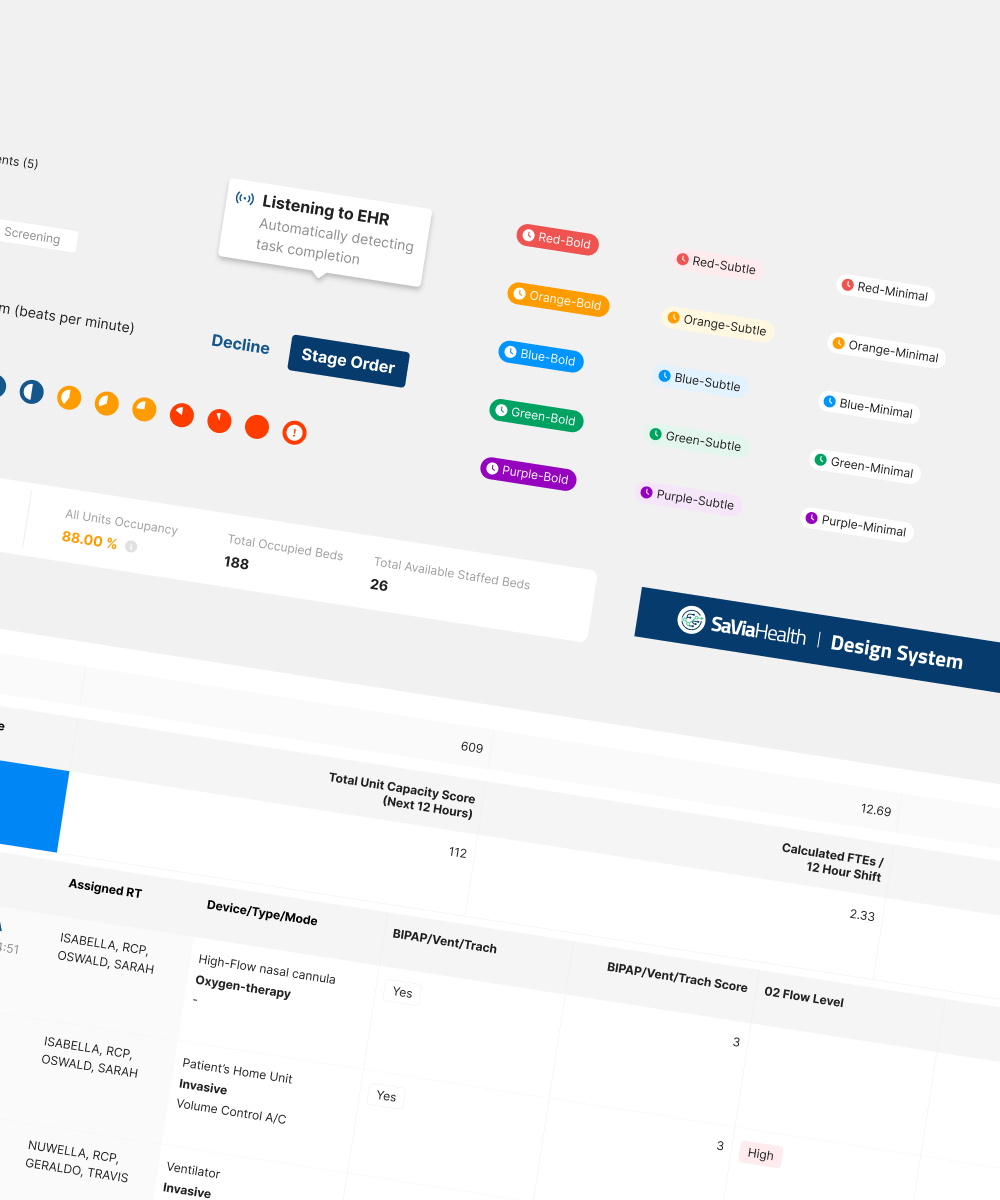 ents (5)
Screening
m (beats per minute)
Listening to EHR
Automatically detecting
task completion
Decline
Stage Order
Red-Bold
Red-Subtle
Red-Minimal
Orange-Bold
Orange-Subtle
Orange-Minimal
Blue-Bold
Blue-Subtle
Blue-Minimal
Green-Bold
Green-Subtle
Green-Minimal
Purple-Bold
Purple-Subtle
Purple-Minimal
All Units Occupancy
88.00 %
Total Occupied Beds
188
Total Available Staffed Beds
26
SaViaHealth | Design System
609
12.69
e
Total Unit Capacity Score
(Next 12 Hours)
Calculated FTEs /
12 Hour Shift
112
2.33
Assigned RT
Device/Type/Mode
BIPAP/Vent/Trach
BIPAP/Vent/Trach Score
02 Flow Level
:51
ISABELLA, RCP,
OSWALD, SARAH
High-Flow nasal cannula
Oxygen-therapy
-
Yes
3
ISABELLA, RCP,
OSWALD, SARAH
Patient's Home Unit
Invasive
Volume Control A/C
Yes
3
High
NUWELLA, RCP,
GERALDO, TRAVIS
Ventilator
Invasive